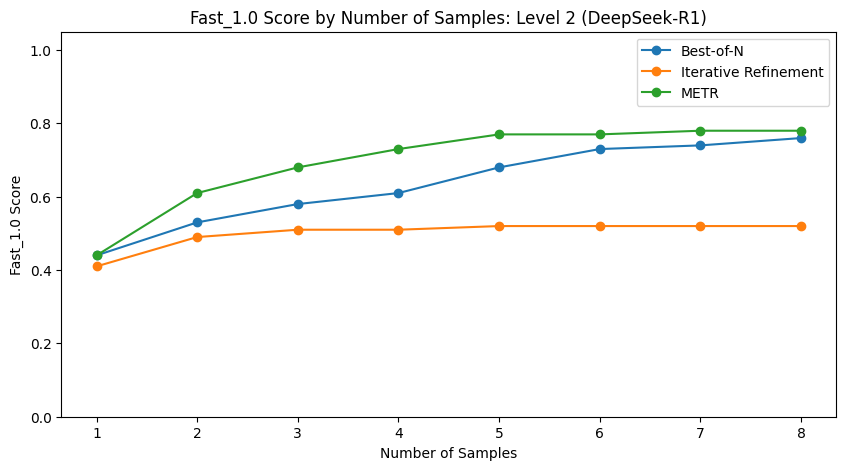 Fast_1.0 Score by Number of Samples: Level 2 (DeepSeek-R1)
Best-of-N
Iterative Refinement
METR
Fast_1.0 Score
1.0
0.8
0.6
0.4
0.2
0.0
1 2 3 4 5 6 7 8
Number of Samples